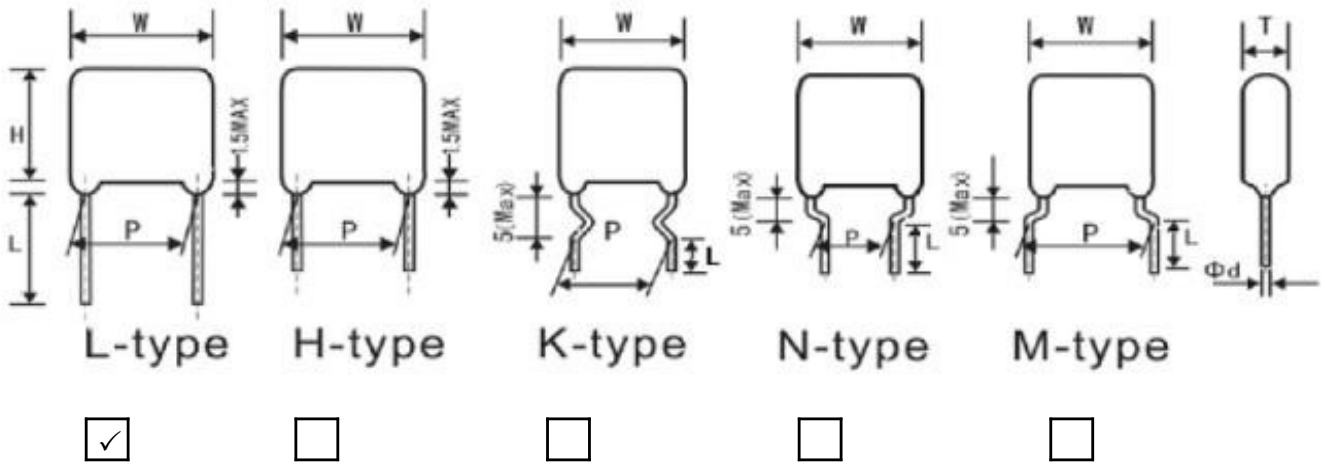 W W W W W T
H 1.5MAX 1.5MAX 5(Max) 5(Max) 5(Max)
L P P P L P L P L Φd
L-type H-type K-type N-type M-type
✓